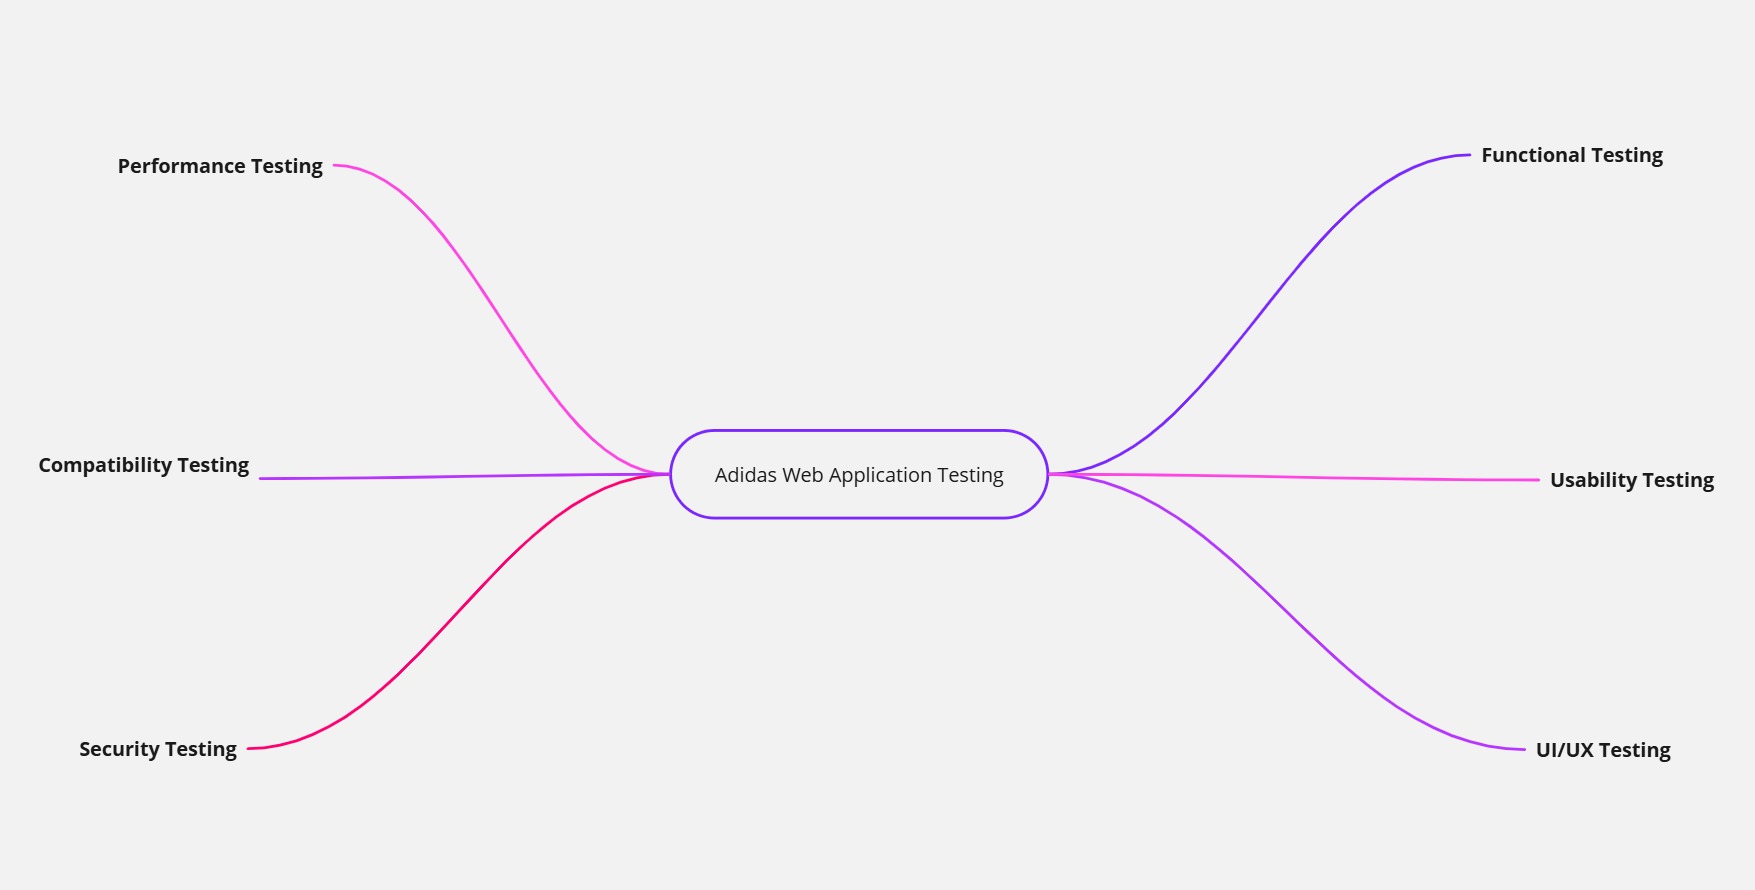 Performance Testing
Functional Testing
Compatibility Testing
Adidas Web Application Testing
Usability Testing
Security Testing
UI/UX Testing